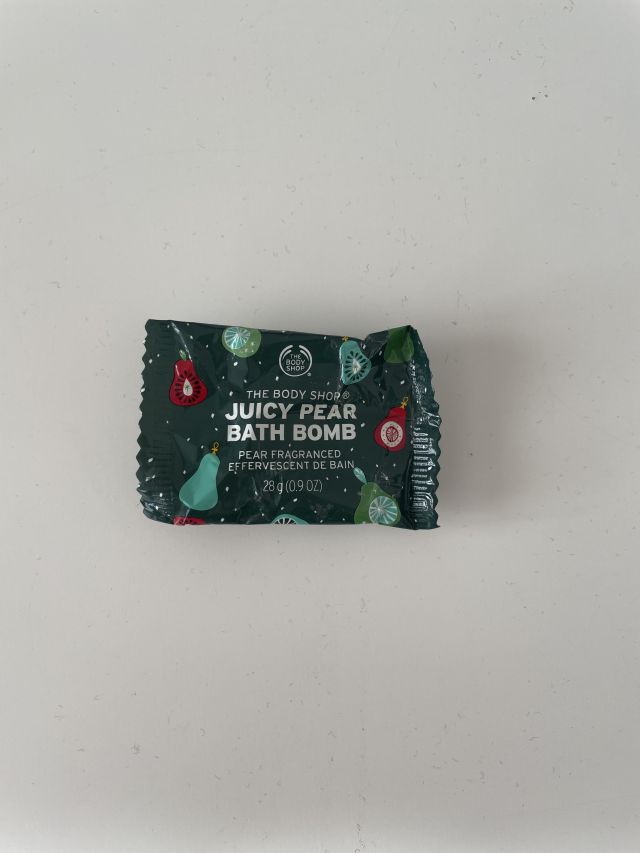 THE
BODY
SHOP®
THE BODY SHOP®
JUICY PEAR
BATH BOMB
PEAR FRAGRANCED
EFFERVESCENT DE BAIN
28 g (0.9 OZ)